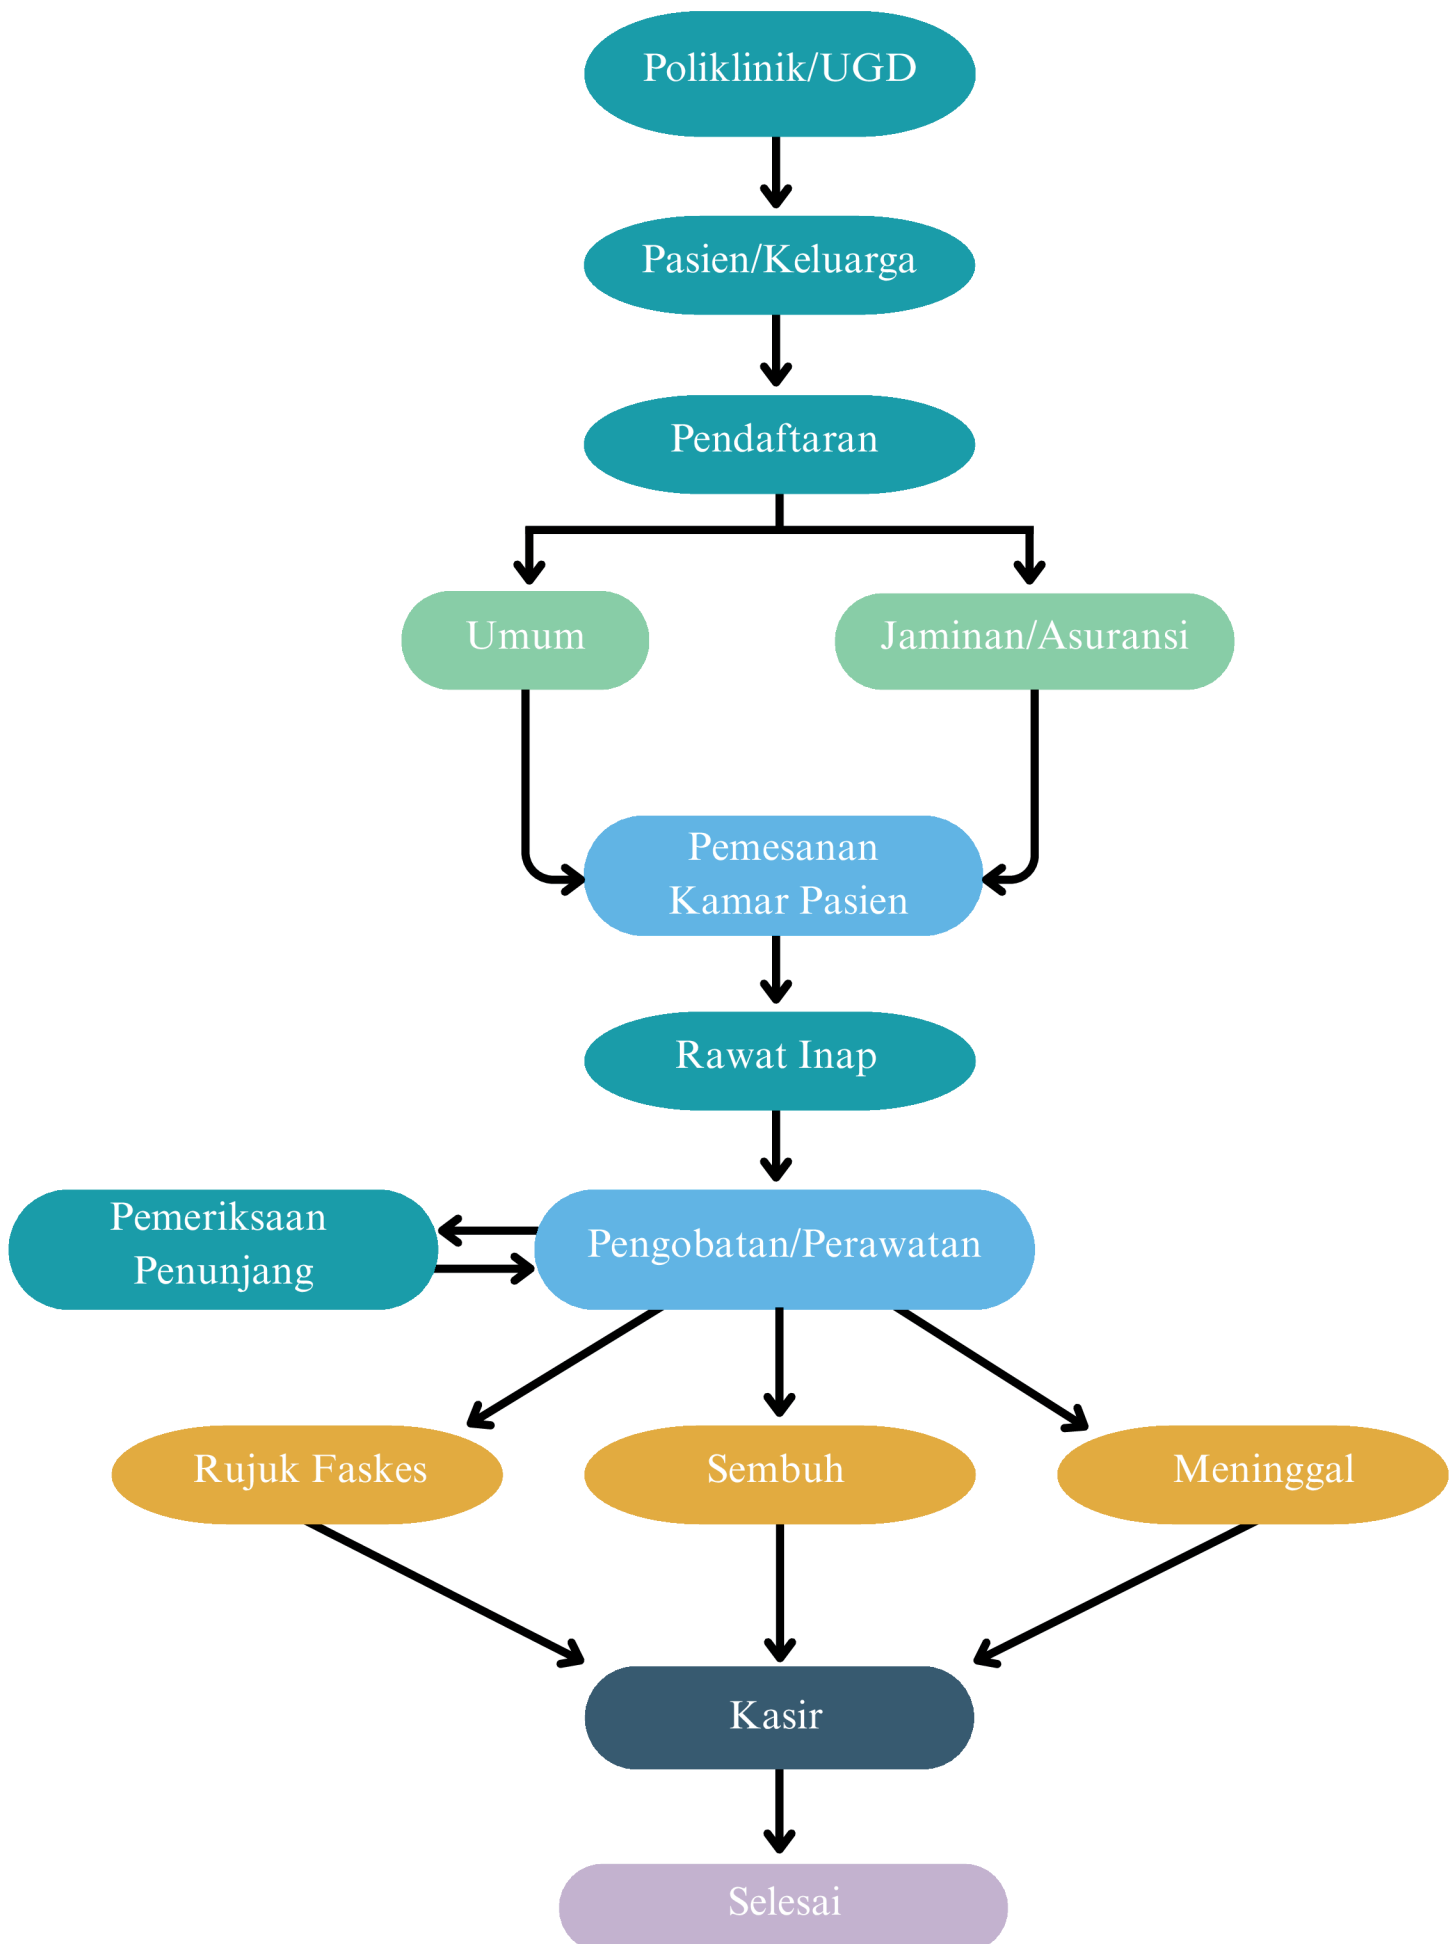 Poliklinik/UGD
Pasien/Keluarga
Pendaftaran
Umum
Jaminan/Asuransi
Pemesanan
Kamar Pasien
Rawat Inap
Pemeriksaan
Penunjang
Pengobatan/Perawatan
Rujuk Faskes
Sembuh
Meninggal
Kasir
Selesai